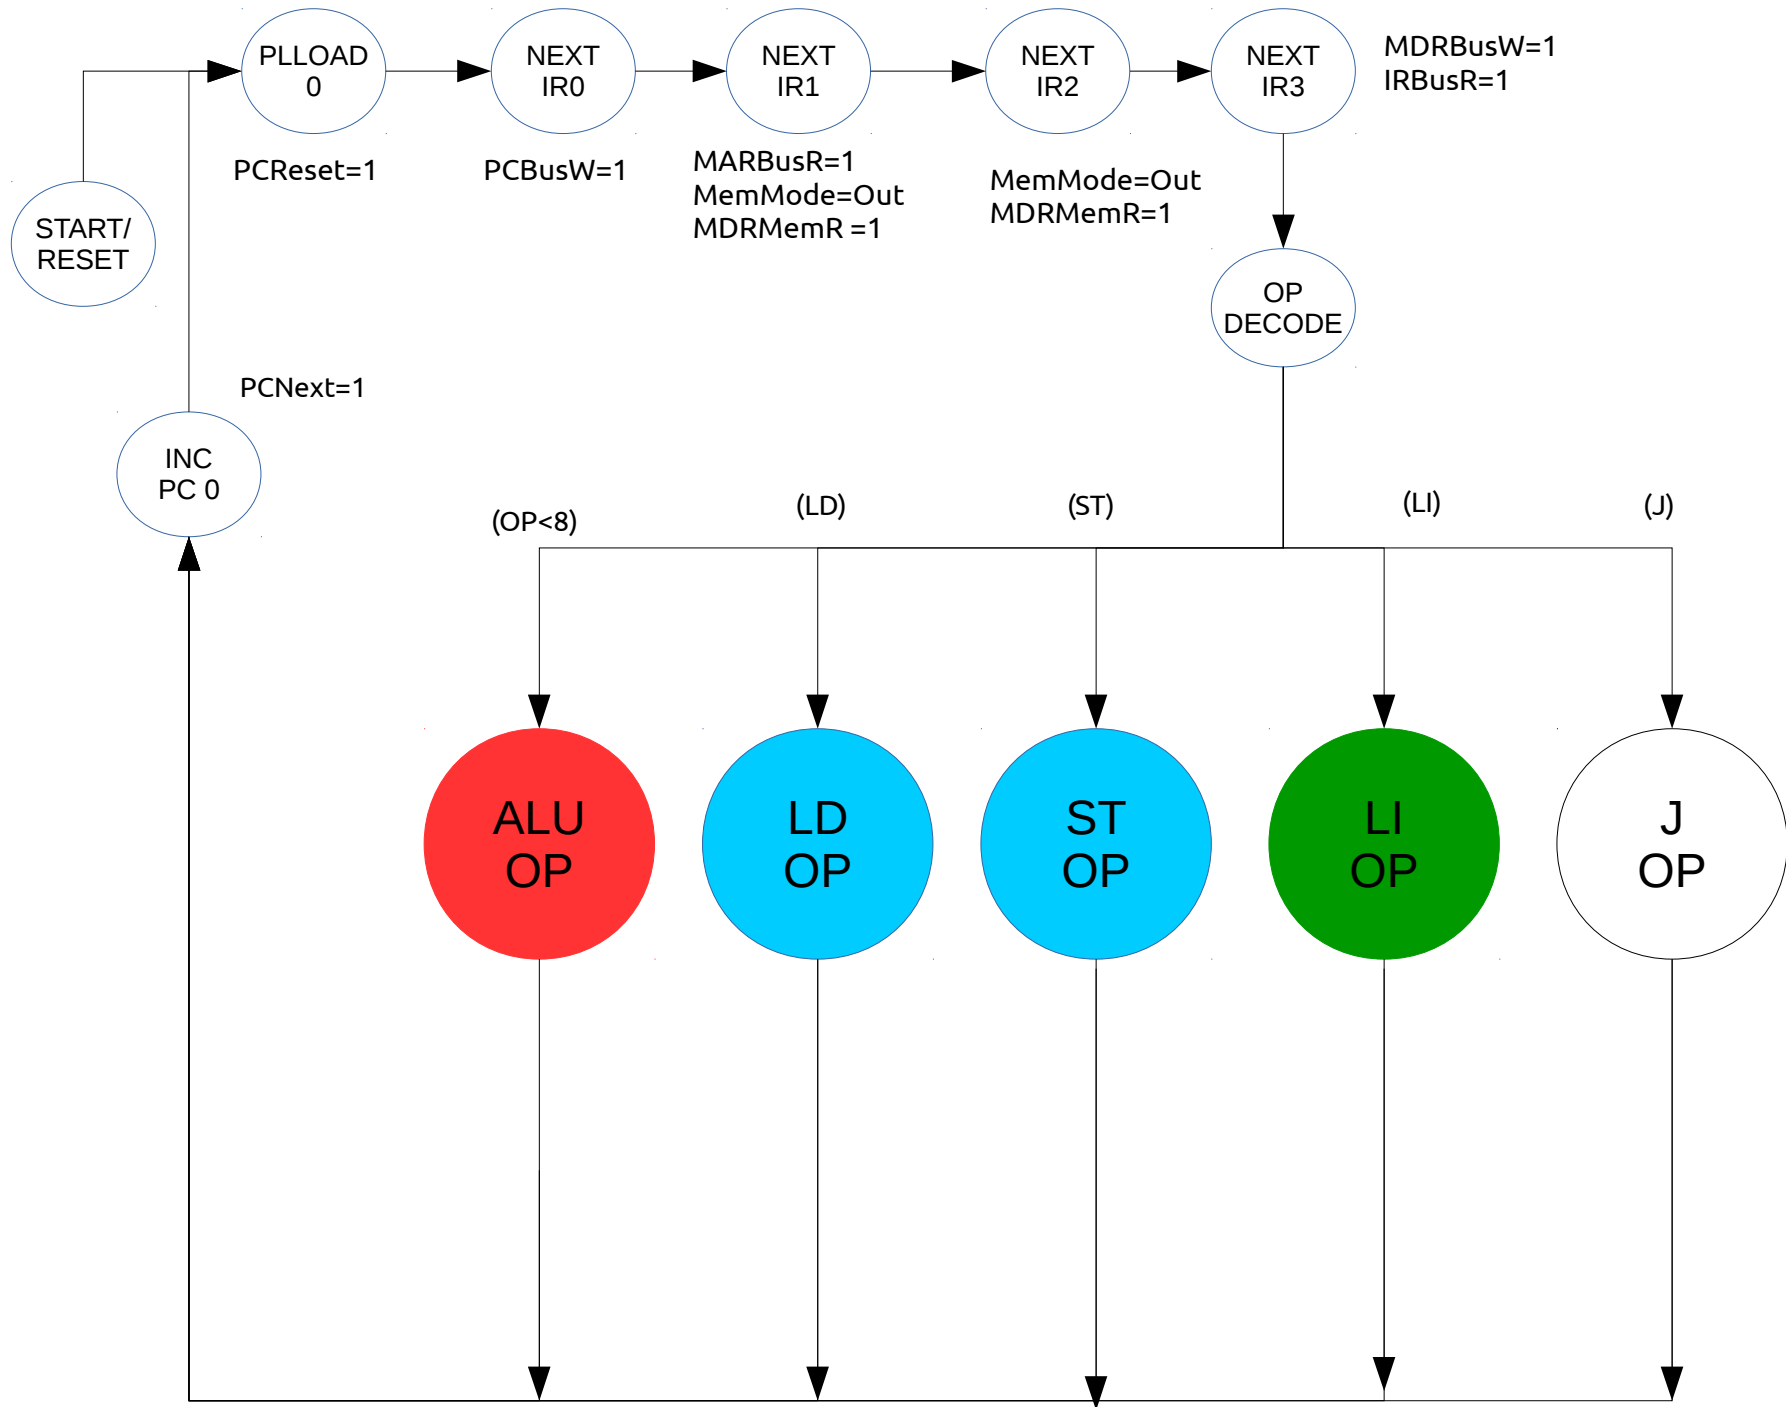 PLLOAD
0
NEXT
IR0
NEXT
IR1
NEXT
IR2
NEXT
IR3
MDRBusW=1
IRBusR=1
PCReset=1
PCBusW=1
MARBusR=1
MemMode=Out
MDRMemR =1
MemMode=Out
MDRMemR=1
START/
RESET
OP
DECODE
PCNext=1
INC
PC 0
(OP<8)
(LD)
(ST)
(LI)
(J)
ALU
OP
LD
OP
ST
OP
LI
OP
J
OP